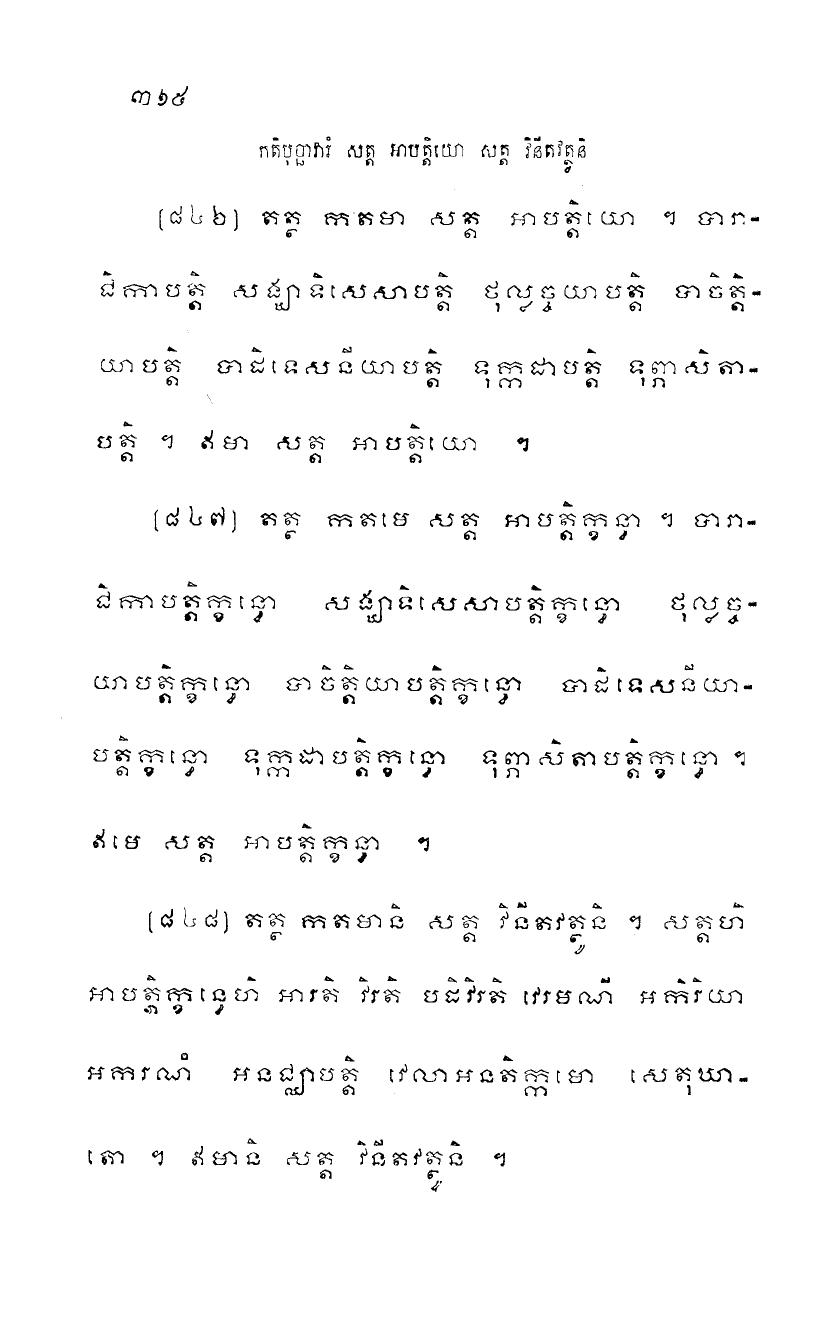 ៣១៥
កតិបុច្ឆាវារំ សត្ត អាបត្តិយោ សត្ត វិនីតវត្ថូនិ
[៨៤៦] តត្ថ កតមា សត្ត អាបត្តិយោ ។ បារា-
ជិកាបត្តិ សង្ឃាទិសេសាបត្តិ ថុល្លច្ចយាបត្តិ បាចិត្តិ-
យាបត្តិ បាដិទេសនីយាបត្តិ ទុក្កដាបត្តិ ទុព្ភាសិតា-
បត្តិ ។ ឥមា សត្ត អាបត្តិយោ ។
[៨៤៧] តត្ថ កតមេ សត្ត អាបត្តិក្ខន្ធា ។ បារា-
ជិកាបត្តិក្ខន្ធោ សង្ឃាទិសេសាបត្តិក្ខន្ធោ ថុល្លច្ច-
យាបត្តិក្ខន្ធោ បាចិត្តិយាបត្តិក្ខន្ធោ បាដិទេសនីយា-
បត្តិក្ខន្ធោ ទុក្កដាបត្តិក្ខន្ធោ ទុព្ភាសិតាបត្តិក្ខន្ធោ ។
ឥមេ សត្ត អាបត្តិក្ខន្ធា ។
[៨៤៨] តត្ថ កតមានិ សត្ត វិនីតវត្ថូនិ ។ សត្តហិ
អាបត្តិក្ខន្ធេហិ អារតិ វិរតិ បដិវិរតិ វេរមណី អកិរិយា
អករណំ អនជ្ឈាបត្តិ វេលាអនតិក្កមោ សេតុឃា-
តោ ។ ឥមានិ សត្ត វិនីតវត្ថូនិ ។